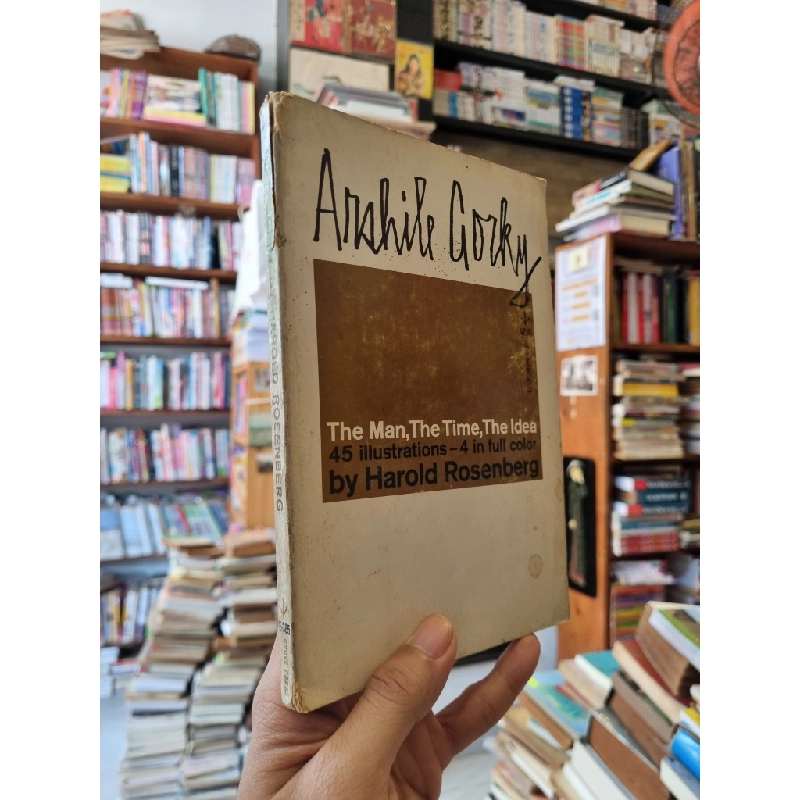 Arshile Gorky
The Man, The Time, The Idea
45 illustrations – 4 in full color
by Harold Rosenberg
HAROLD ROSENBERG